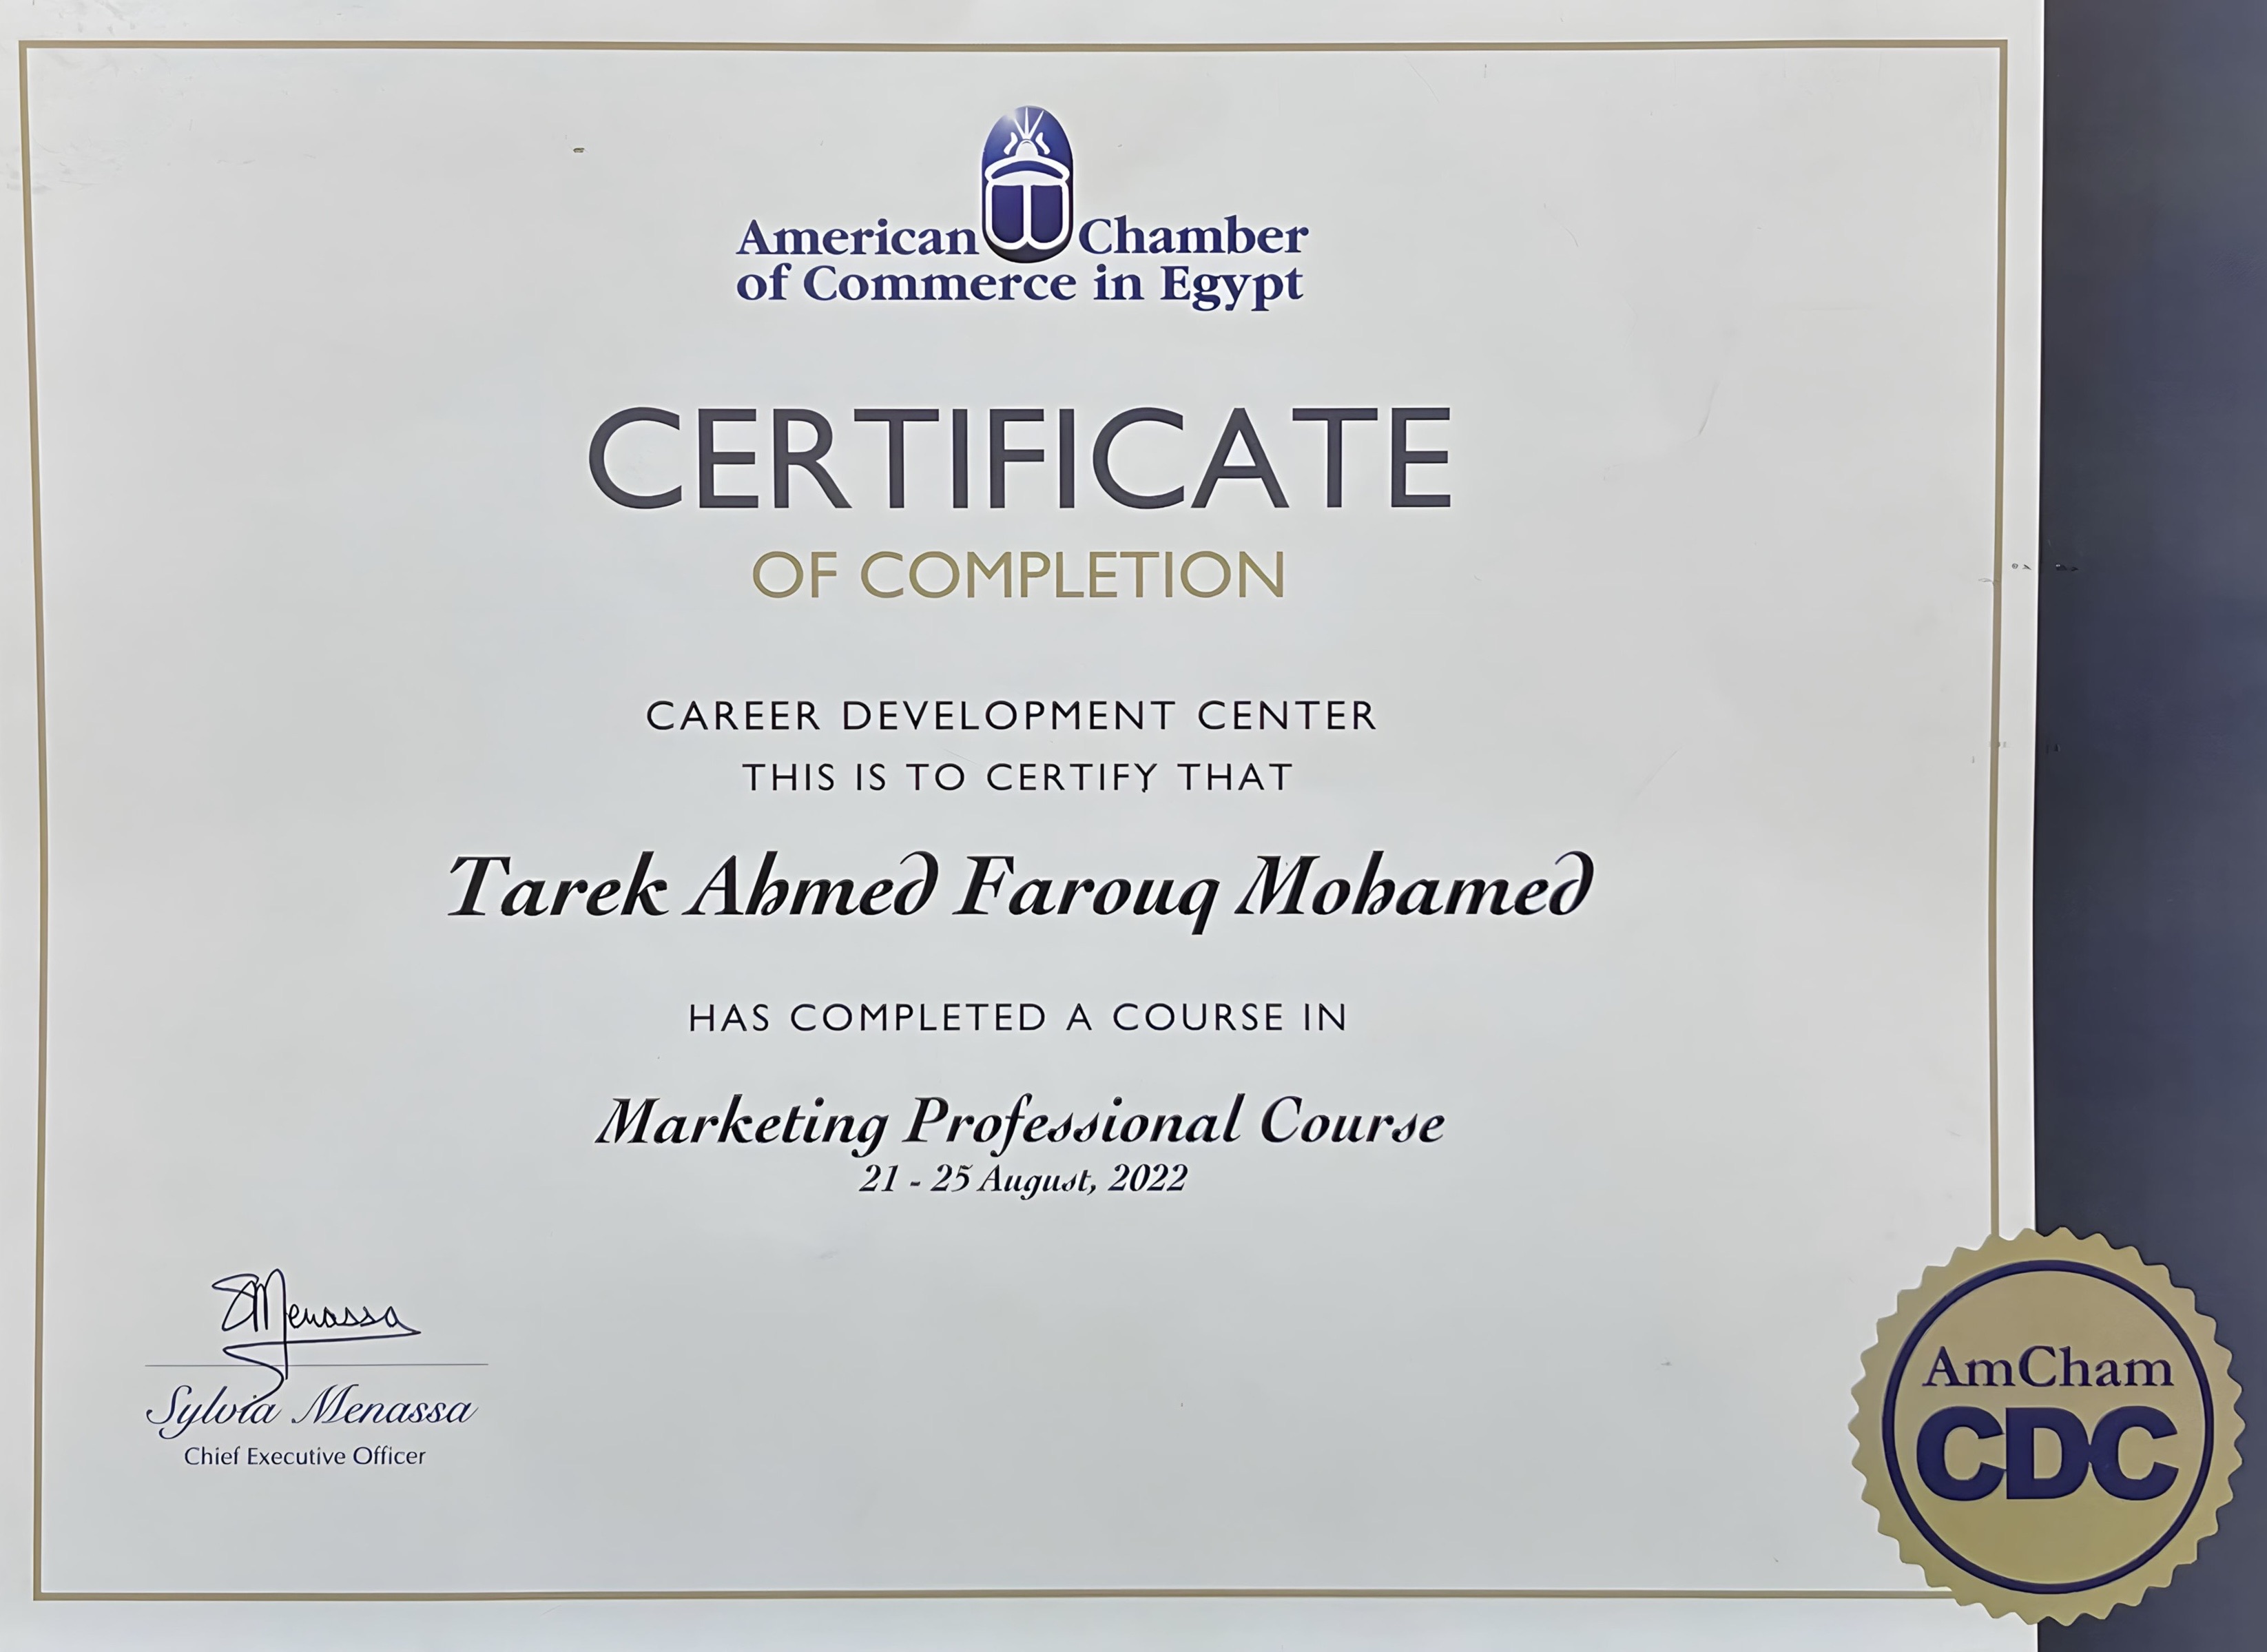 American Chamber
of Commerce in Egypt
CERTIFICATE
OF COMPLETION
CAREER DEVELOPMENT CENTER
THIS IS TO CERTIFY THAT
Tarek Ahmed Farouq Mohamed
HAS COMPLETED A COURSE IN
Marketing Professional Course
21 - 25 August, 2022
SMenassa
Sylvia Menassa
Chief Executive Officer
AmCham
CDC